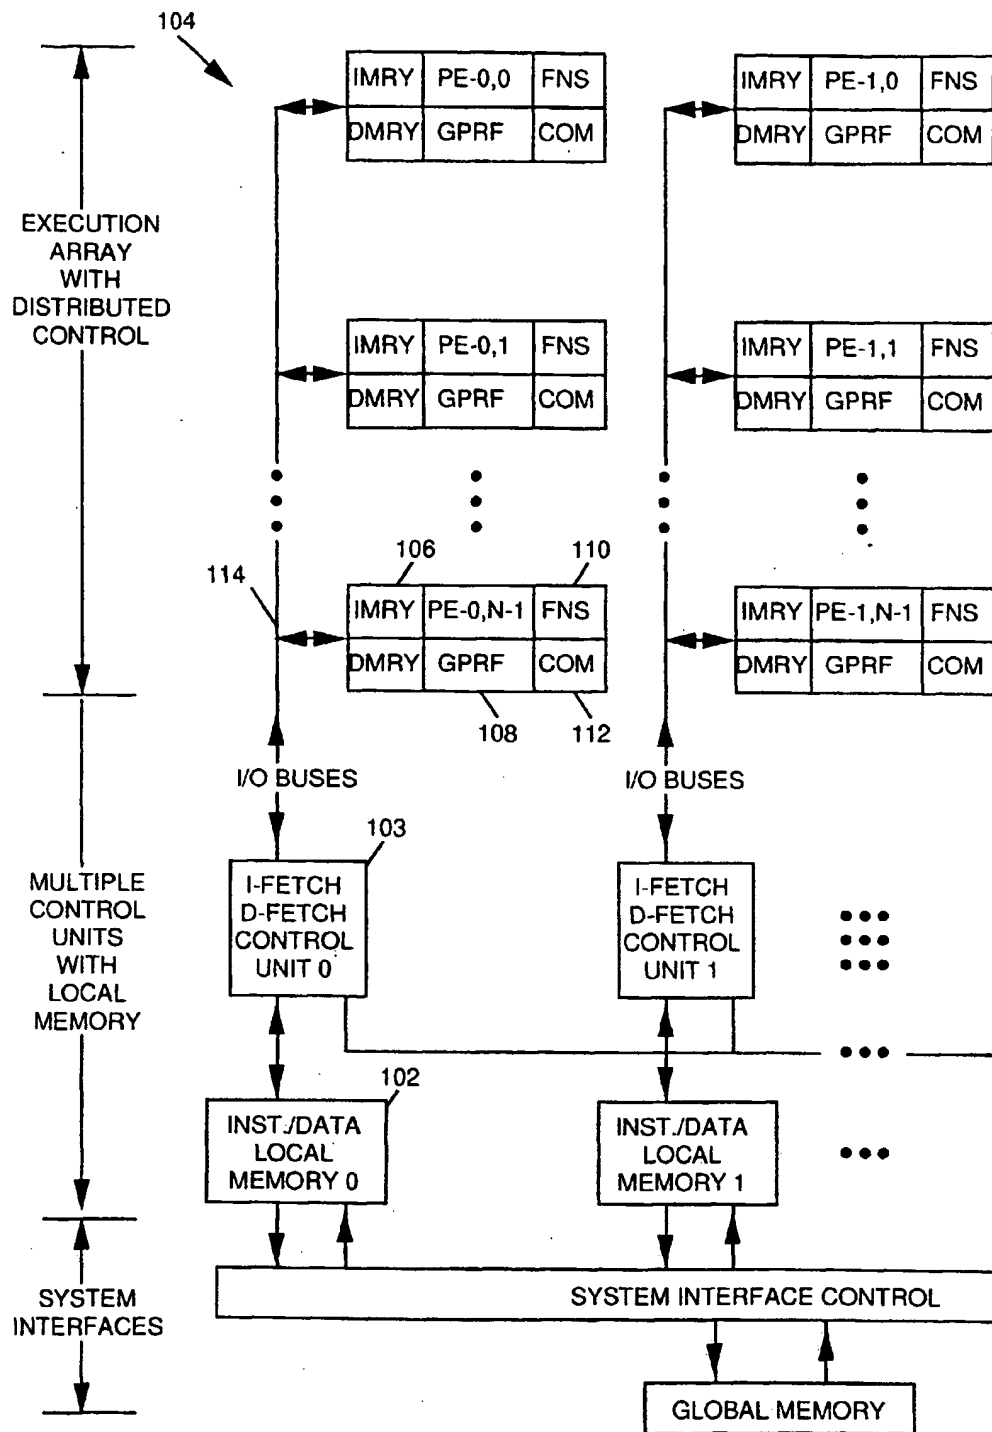 104
IMRY PE-0,0 FNS
DMRY GPRF COM
IMRY PE-1,0 FNS
DMRY GPRF COM
EXECUTION
ARRAY
WITH
DISTRIBUTED
CONTROL
IMRY PE-0,1 FNS
DMRY GPRF COM
IMRY PE-1,1 FNS
DMRY GPRF COM
106
110
114
IMRY PE-0,N-1 FNS
DMRY GPRF COM
108
112
IMRY PE-1,N-1 FNS
DMRY GPRF COM
I/O BUSES
I/O BUSES
MULTIPLE
CONTROL
UNITS
WITH
LOCAL
MEMORY
103
I-FETCH
D-FETCH
CONTROL
UNIT 0
I-FETCH
D-FETCH
CONTROL
UNIT 1
102
INST./DATA
LOCAL
MEMORY 0
INST./DATA
LOCAL
MEMORY 1
SYSTEM
INTERFACES
SYSTEM INTERFACE CONTROL
GLOBAL MEMORY